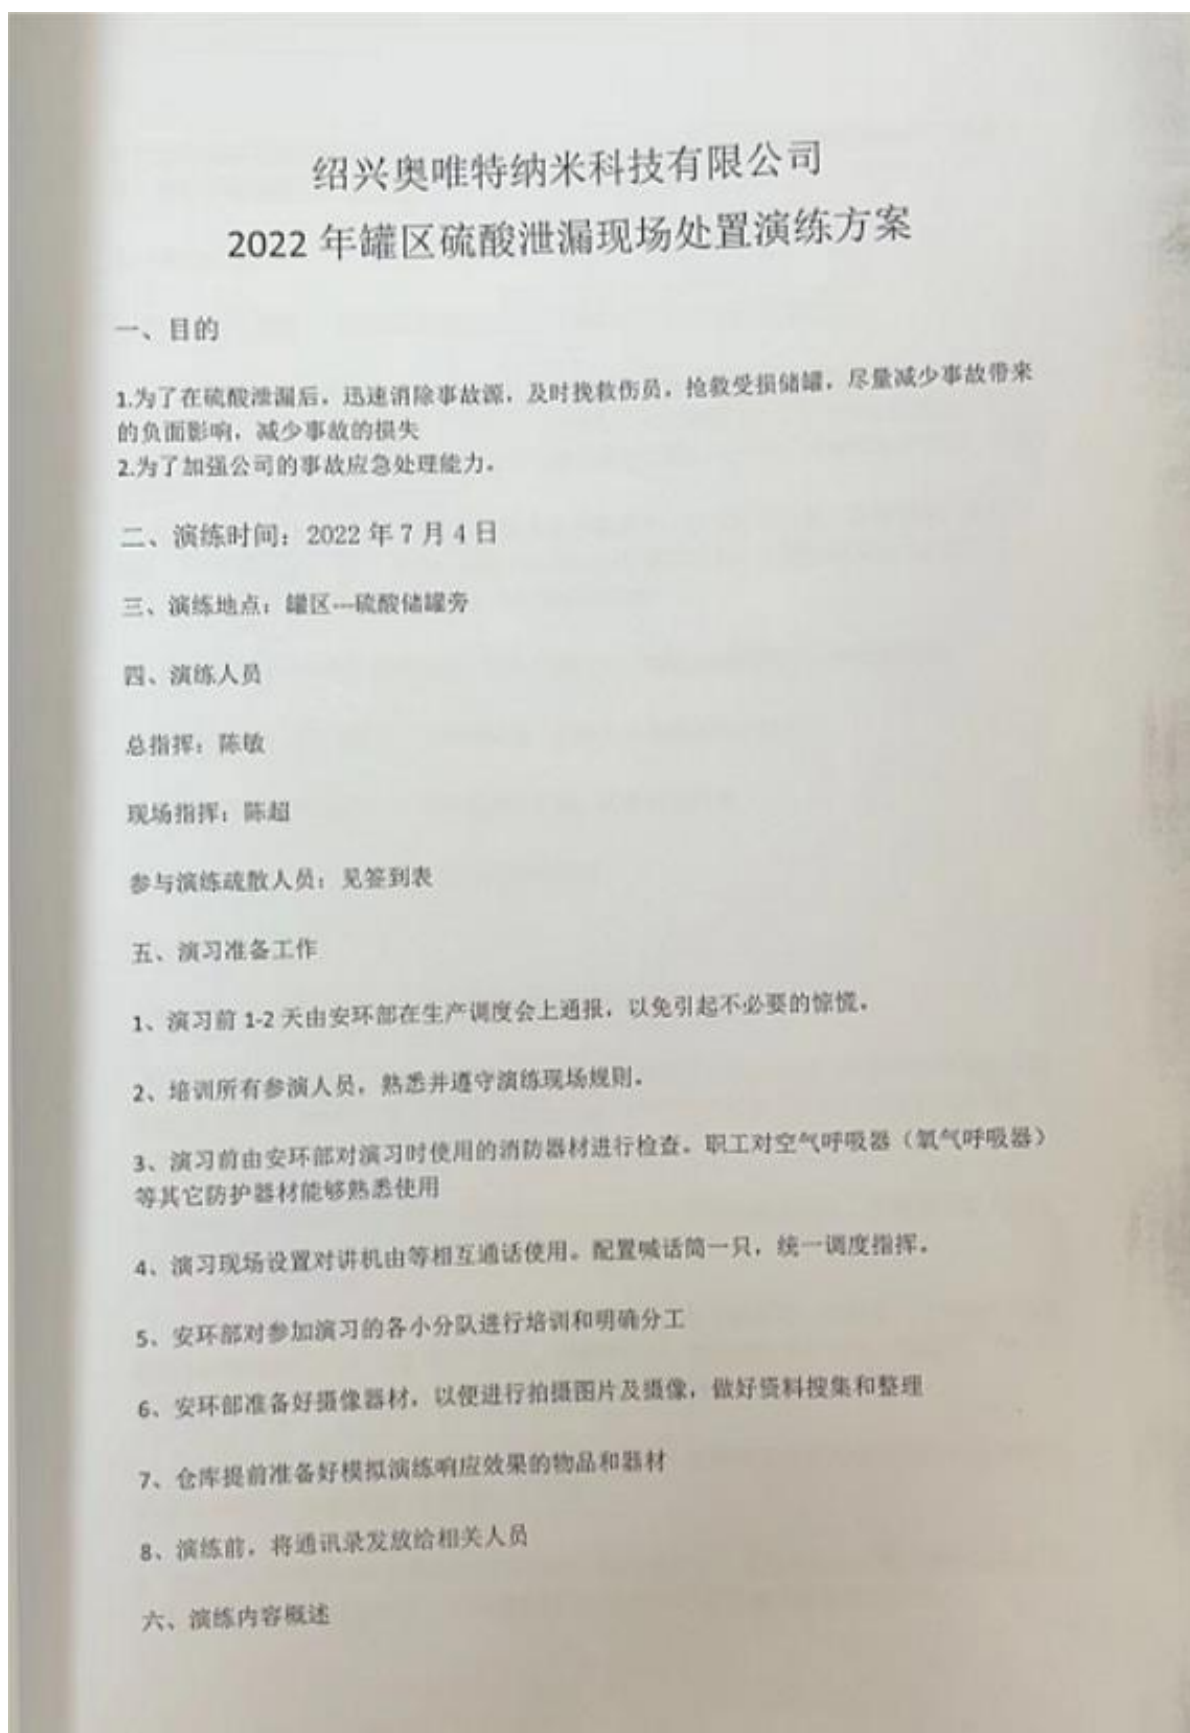 绍兴奥唯特纳米科技有限公司
2022 年罐区硫酸泄漏现场处置演练方案
一、目的
1.为了在硫酸泄漏后，迅速消除事故源，及时挽救伤员，抢救受损储罐，尽量减少事故带来
的负面影响，减少事故的损失
2.为了加强公司的事故应急处理能力。
二、演练时间：2022 年 7 月 4 日
三、演练地点：罐区---硫酸储罐旁
四、演练人员
总指挥：陈敏
现场指挥：陈超
参与演练疏散人员：见签到表
五、演习准备工作
1、演习前 1-2 天由安环部在生产调度会上通报，以免引起不必要的惊慌。
2、培训所有参演人员，熟悉并遵守演练现场规则。
3、演习前由安环部对演习时使用的消防器材进行检查。职工对空气呼吸器（氧气呼吸器）
等其它防护器材能够熟悉使用
4、演习现场设置对讲机由等相互通话使用。配置喊话筒一只，统一调度指挥。
5、安环部对参加演习的各小分队进行培训和明确分工
6、安环部准备好摄像器材，以便进行拍摄图片及摄像，做好资料搜集和整理
7、仓库提前准备好模拟演练响应效果的物品和器材
8、演练前，将通讯录发放给相关人员
六、演练内容概述